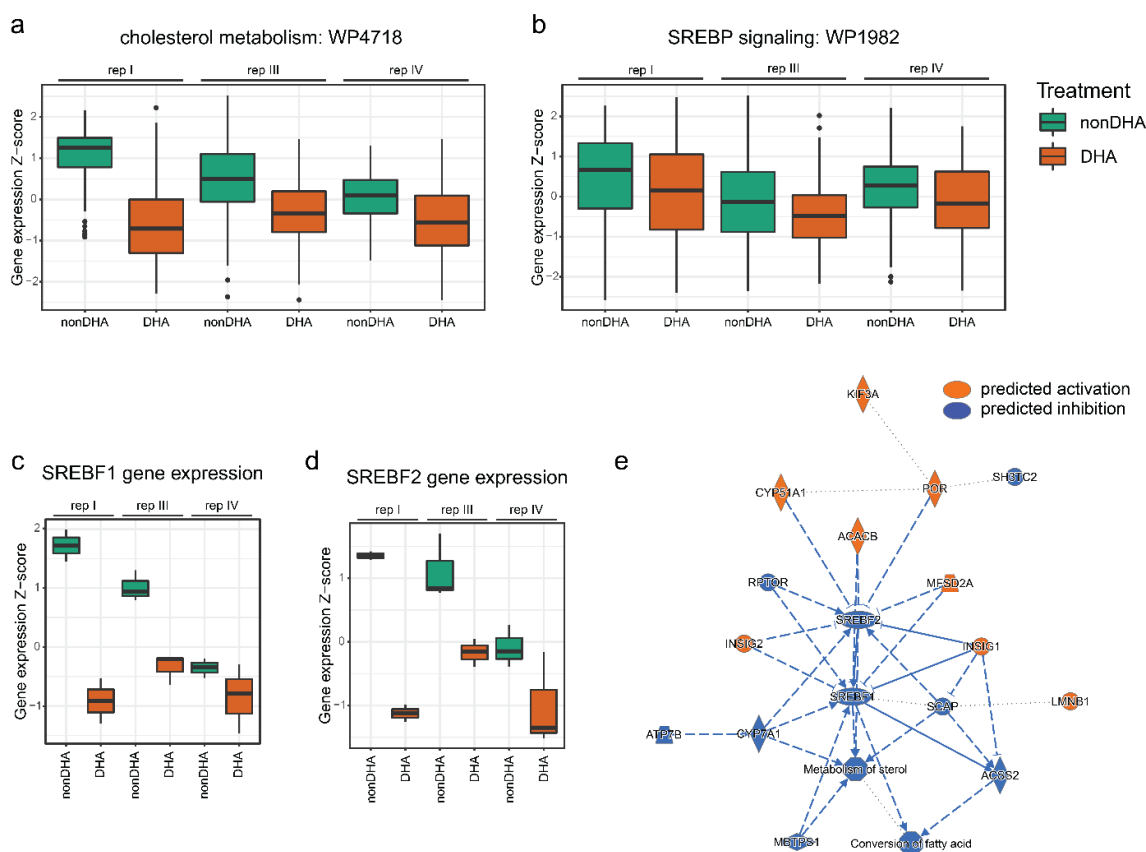 a
cholesterol metabolism: WP4718
rep I rep III rep IV
Gene expression Z-score
2
1
0
−1
−2
nonDHA DHA nonDHA DHA nonDHA DHA
b
SREBP signaling: WP1982
rep I rep III rep IV
Gene expression Z-score
2
1
0
−1
−2
nonDHA DHA nonDHA DHA nonDHA DHA
Treatment
nonDHA
DHA
c
SREBF1 gene expression
rep I rep III rep IV
Gene expression Z-score
2
1
0
−1
nonDHA DHA nonDHA DHA nonDHA DHA
d
SREBF2 gene expression
rep I rep III rep IV
Gene expression Z-score
1
0
−1
nonDHA DHA nonDHA DHA nonDHA DHA
e
predicted activation
predicted inhibition
KIF3A
SH3TC2
CYP51A1 POR
ACACB
RPTOR MFSD2A
SREBF2
INSIG2 INSIG1
SREBF1 SCAP LMNB1
ATP7B CYP7A1
Metabolism of sterol ACSS2
MBTPS1 Conversion of fatty acid